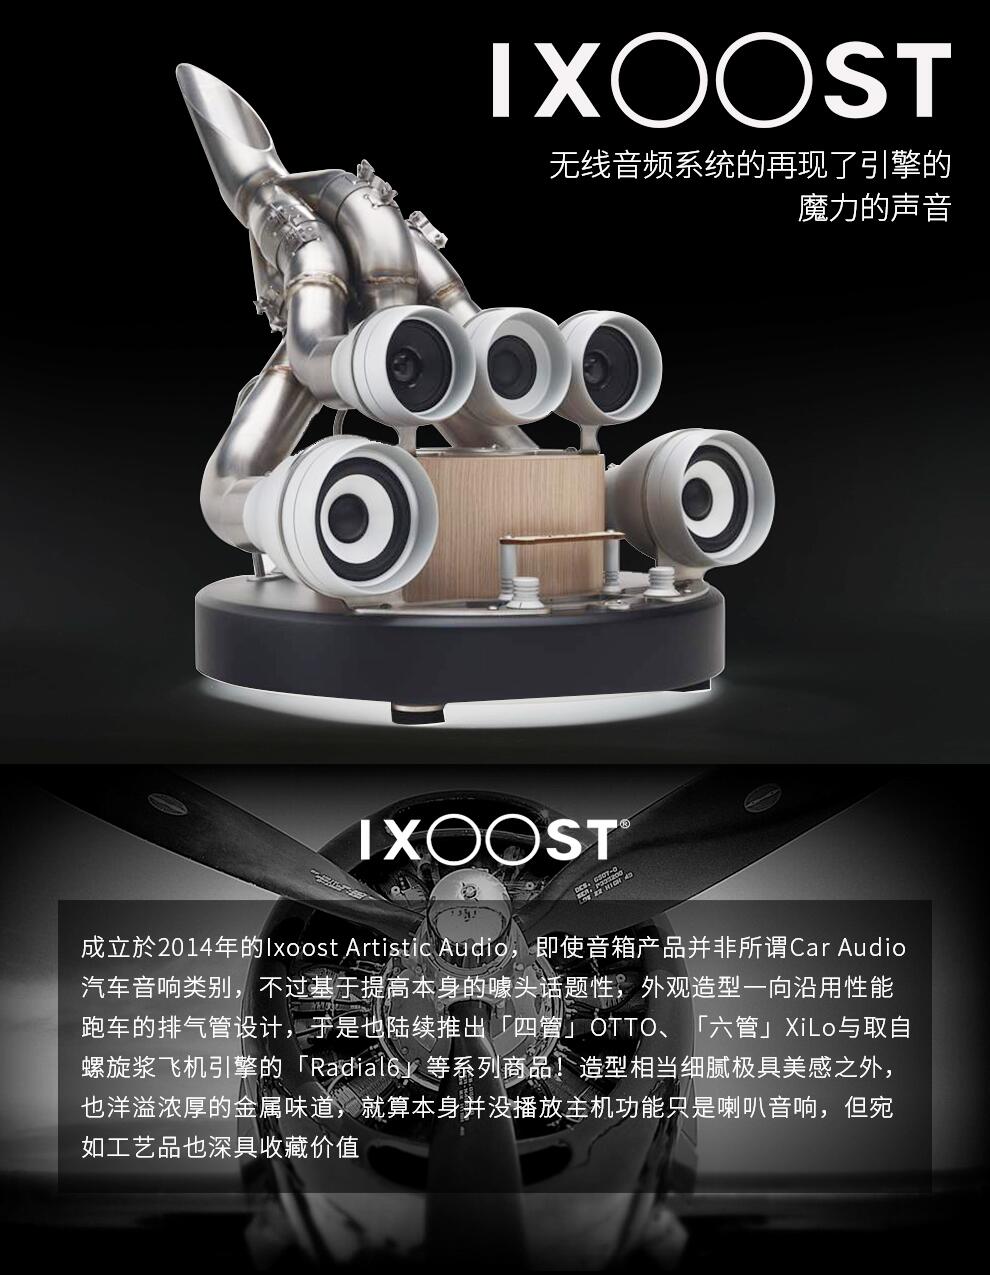 IXOOST
无线音频系统的再现了引擎的
魔力的声音
IXOOST®
DES. G5DT-D
成立於2014年的Ixoost Artistic Audio，即使音箱产品并非所谓Car Audio
汽车音响类别，不过基于提高本身的噱头话题性，外观造型一向沿用性能
跑车的排气管设计，于是也陆续推出「四管」OTTO、「六管」XiLo与取自
螺旋浆飞机引擎的「Radial6」等系列商品！造型相当细腻极具美感之外，
也洋溢浓厚的金属味道，就算本身并没播放主机功能只是喇叭音响，但宛
如工艺品也深具收藏价值